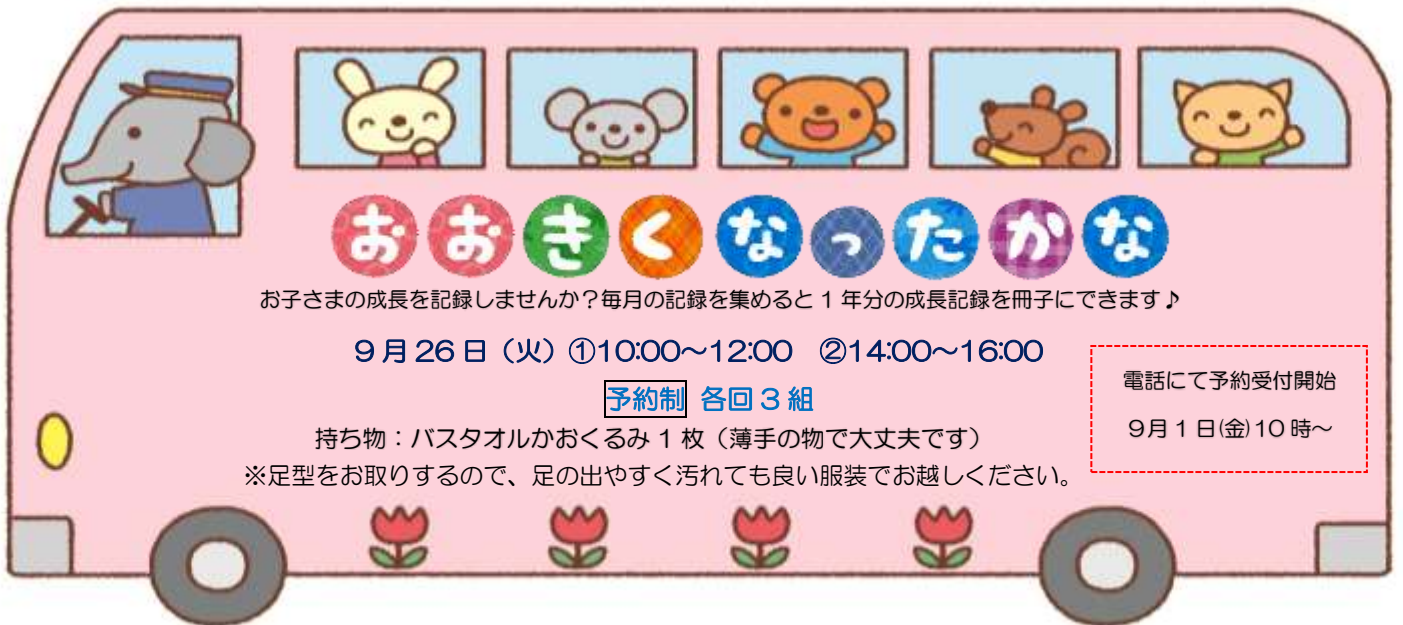 おおきくなったかな
お子さまの成長を記録しませんか？毎月の記録を集めると 1 年分の成長記録を冊子にできます♪
9 月 26 日（火）①10:00～12:00　②14:00～16:00
予約制 各回 3 組
持ち物：バスタオルかおくるみ 1 枚（薄手の物で大丈夫です）
※足型をお取りするので、足の出やすく汚れても良い服装でお越しください。
電話にて予約受付開始
9月 1 日(金)10 時～